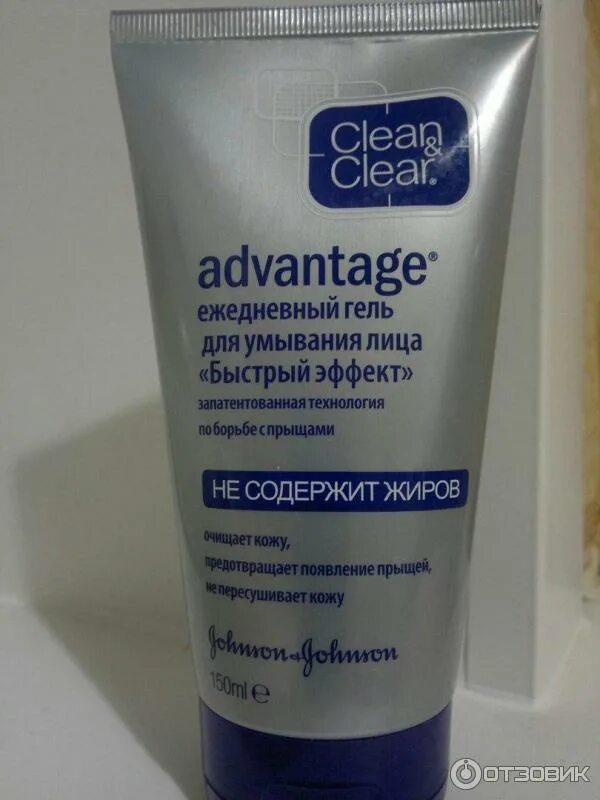 Clean &
Clear®
advantage®
ежедневный гель
для умывания лица
«Быстрый эффект»
запатентованная технология
по борьбе с прыщами
НЕ СОДЕРЖИТ ЖИРОВ
очищает кожу,
предотвращает появление прыщей,
не пересушивает кожу
Johnson & Johnson
150ml e
ОТЗОВИК